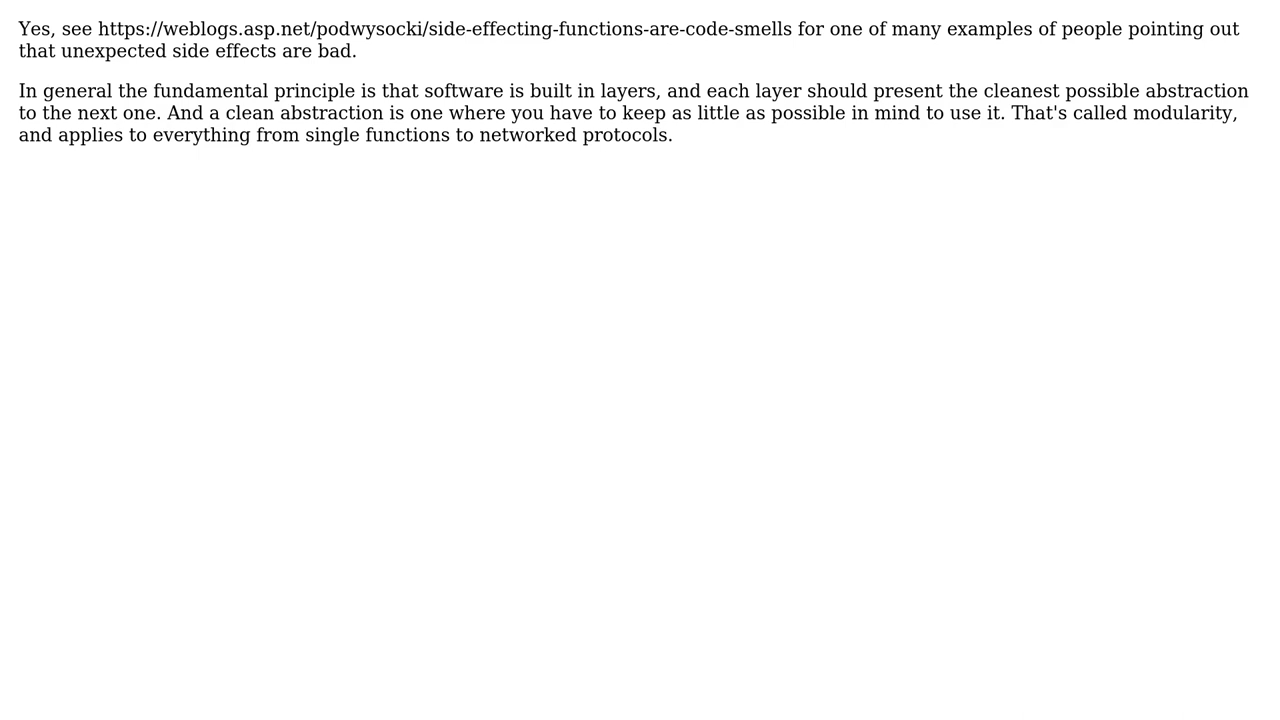 Yes, see https://weblogs.asp.net/podwysocki/side-effecting-functions-are-code-smells for one of many examples of people pointing out
that unexpected side effects are bad.
In general the fundamental principle is that software is built in layers, and each layer should present the cleanest possible abstraction
to the next one. And a clean abstraction is one where you have to keep as little as possible in mind to use it. That's called modularity,
and applies to everything from single functions to networked protocols.